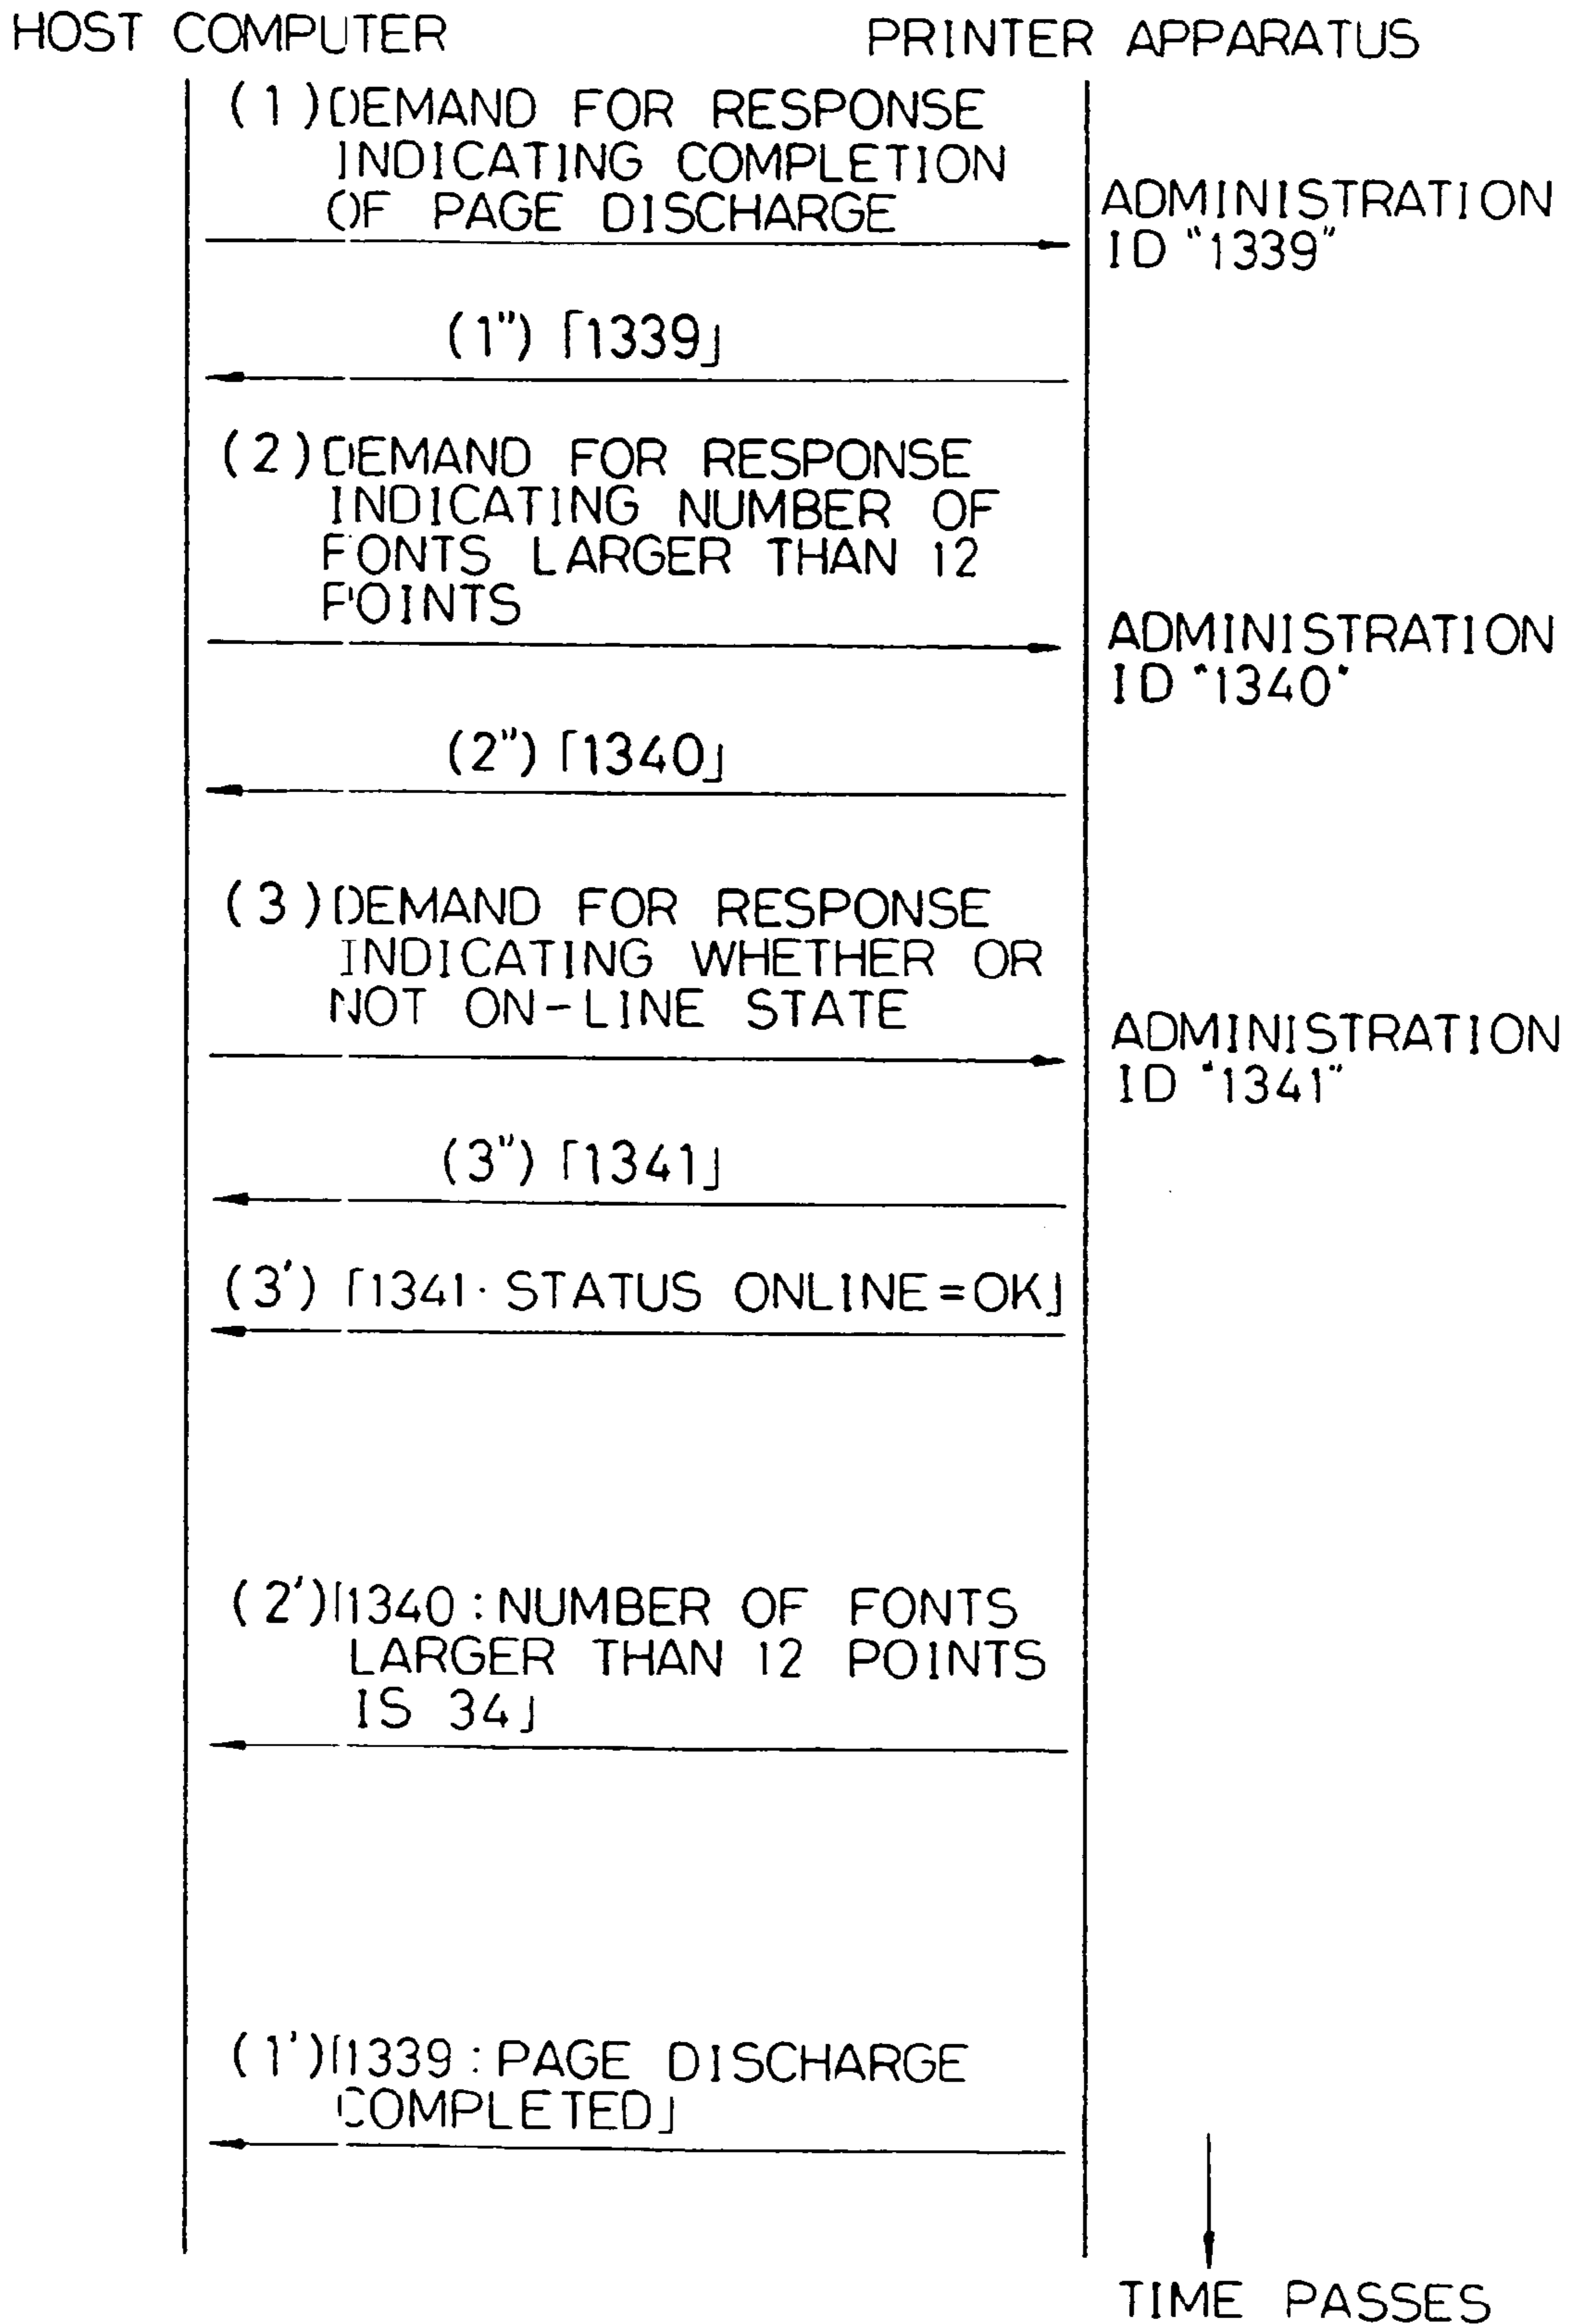 HOST COMPUTER
PRINTER APPARATUS
(1) DEMAND FOR RESPONSE
INDICATING COMPLETION
OF PAGE DISCHARGE
ADMINISTRATION
ID "1339"
(1") ｢1339｣
(2) DEMAND FOR RESPONSE
INDICATING NUMBER OF
FONTS LARGER THAN 12
POINTS
ADMINISTRATION
ID "1340"
(2") ｢1340｣
(3) DEMAND FOR RESPONSE
INDICATING WHETHER OR
NOT ON-LINE STATE
ADMINISTRATION
ID "1341"
(3") ｢1341｣
(3') ｢1341· STATUS ONLINE=OK｣
(2') ｢1340 : NUMBER OF FONTS
LARGER THAN 12 POINTS
IS 34｣
(1') ｢1339 : PAGE DISCHARGE
COMPLETED｣
TIME PASSES